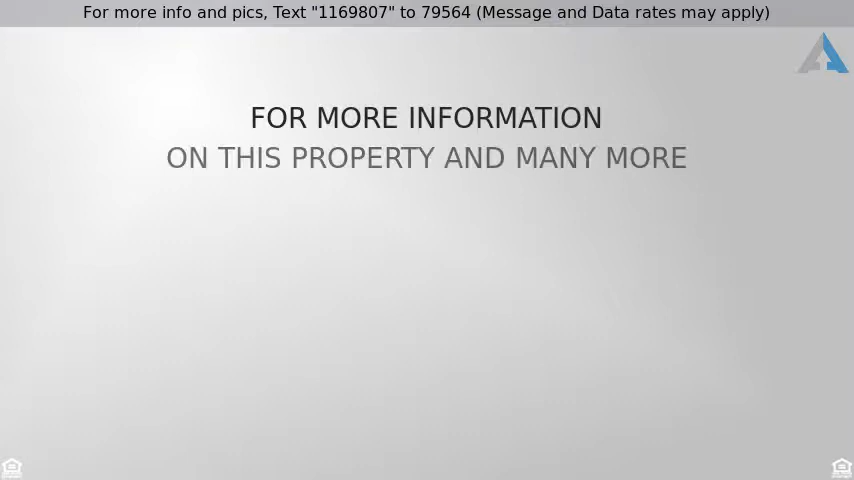 For more info and pics, Text "1169807" to 79564 (Message and Data rates may apply)
FOR MORE INFORMATION
ON THIS PROPERTY AND MANY MORE